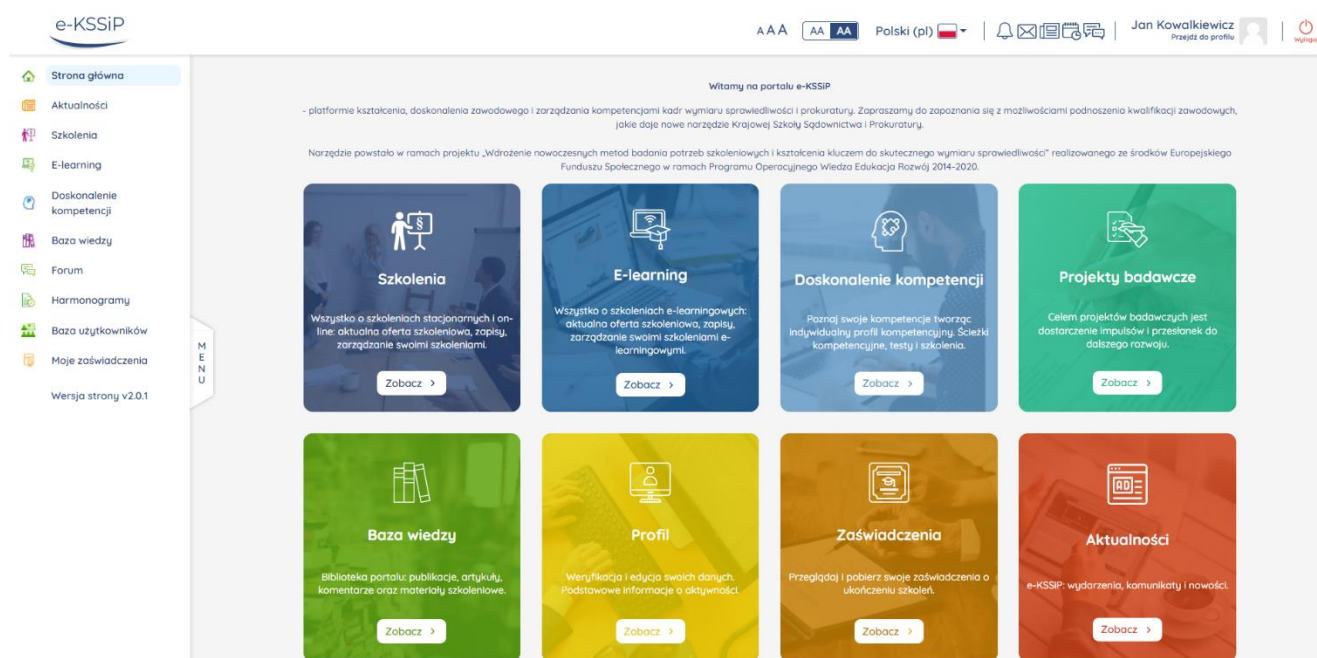 e-KSSiP
A A A
AA AA
Polski (pl)
Jan Kowalkiewicz
Przejdź do profilu
Wyloguj
Strona główna
Aktualności
Szkolenia
E-learning
Doskonalenie
kompetencji
Baza wiedzy
Forum
Harmonogramy
Baza użytkowników
Moje zaświadczenia
Wersja strony v2.0.1
MENU
Witamy na portalu e-KSSiP
- platformie kształcenia, doskonalenia zawodowego i zarządzania kompetencjami kadr wymiaru sprawiedliwości i prokuratury. Zapraszamy do zapoznania się z możliwościami podnoszenia kwalifikacji zawodowych,
jakie daje nowe narzędzie Krajowej Szkoły Sądownictwa i Prokuratury.
Narzędzie powstało w ramach projektu „Wdrożenie nowoczesnych metod badania potrzeb szkoleniowych i kształcenia kluczem do skutecznego wymiaru sprawiedliwości" realizowanego ze środków Europejskiego
Funduszu Społecznego w ramach Programu Operacyjnego Wiedza Edukacja Rozwój 2014-2020.
§
Szkolenia
Wszystko o szkoleniach stacjonarnych i on-
line: aktualna oferta szkoleniowa, zapisy,
zarządzanie swoimi szkoleniami.
Zobacz >
E-learning
Wszystko o szkoleniach e-learningowych:
aktualna oferta szkoleniowa, zapisy,
zarządzanie swoimi szkoleniami e-
learningowymi.
Zobacz >
Doskonalenie kompetencji
Poznaj swoje kompetencje tworząc
indywidualny profil kompetencyjny. Ścieżki
kompetencyjne, testy i szkolenia.
Zobacz >
Projekty badawcze
Celem projektów badawczych jest
dostarczenie impulsów i przesłanek do
dalszego rozwoju.
Zobacz >
Baza wiedzy
Biblioteka portalu: publikacje, artykuły,
komentarze oraz materiały szkoleniowe.
Zobacz >
Profil
Weryfikacja i edycja swoich danych.
Podstawowe informacje o aktywności.
Zobacz >
Zaświadczenia
Przeglądaj i pobierz swoje zaświadczenia o
ukończeniu szkoleń.
Zobacz >
AD
Aktualności
e-KSSiP: wydarzenia, komunikaty i nowości.
Zobacz >